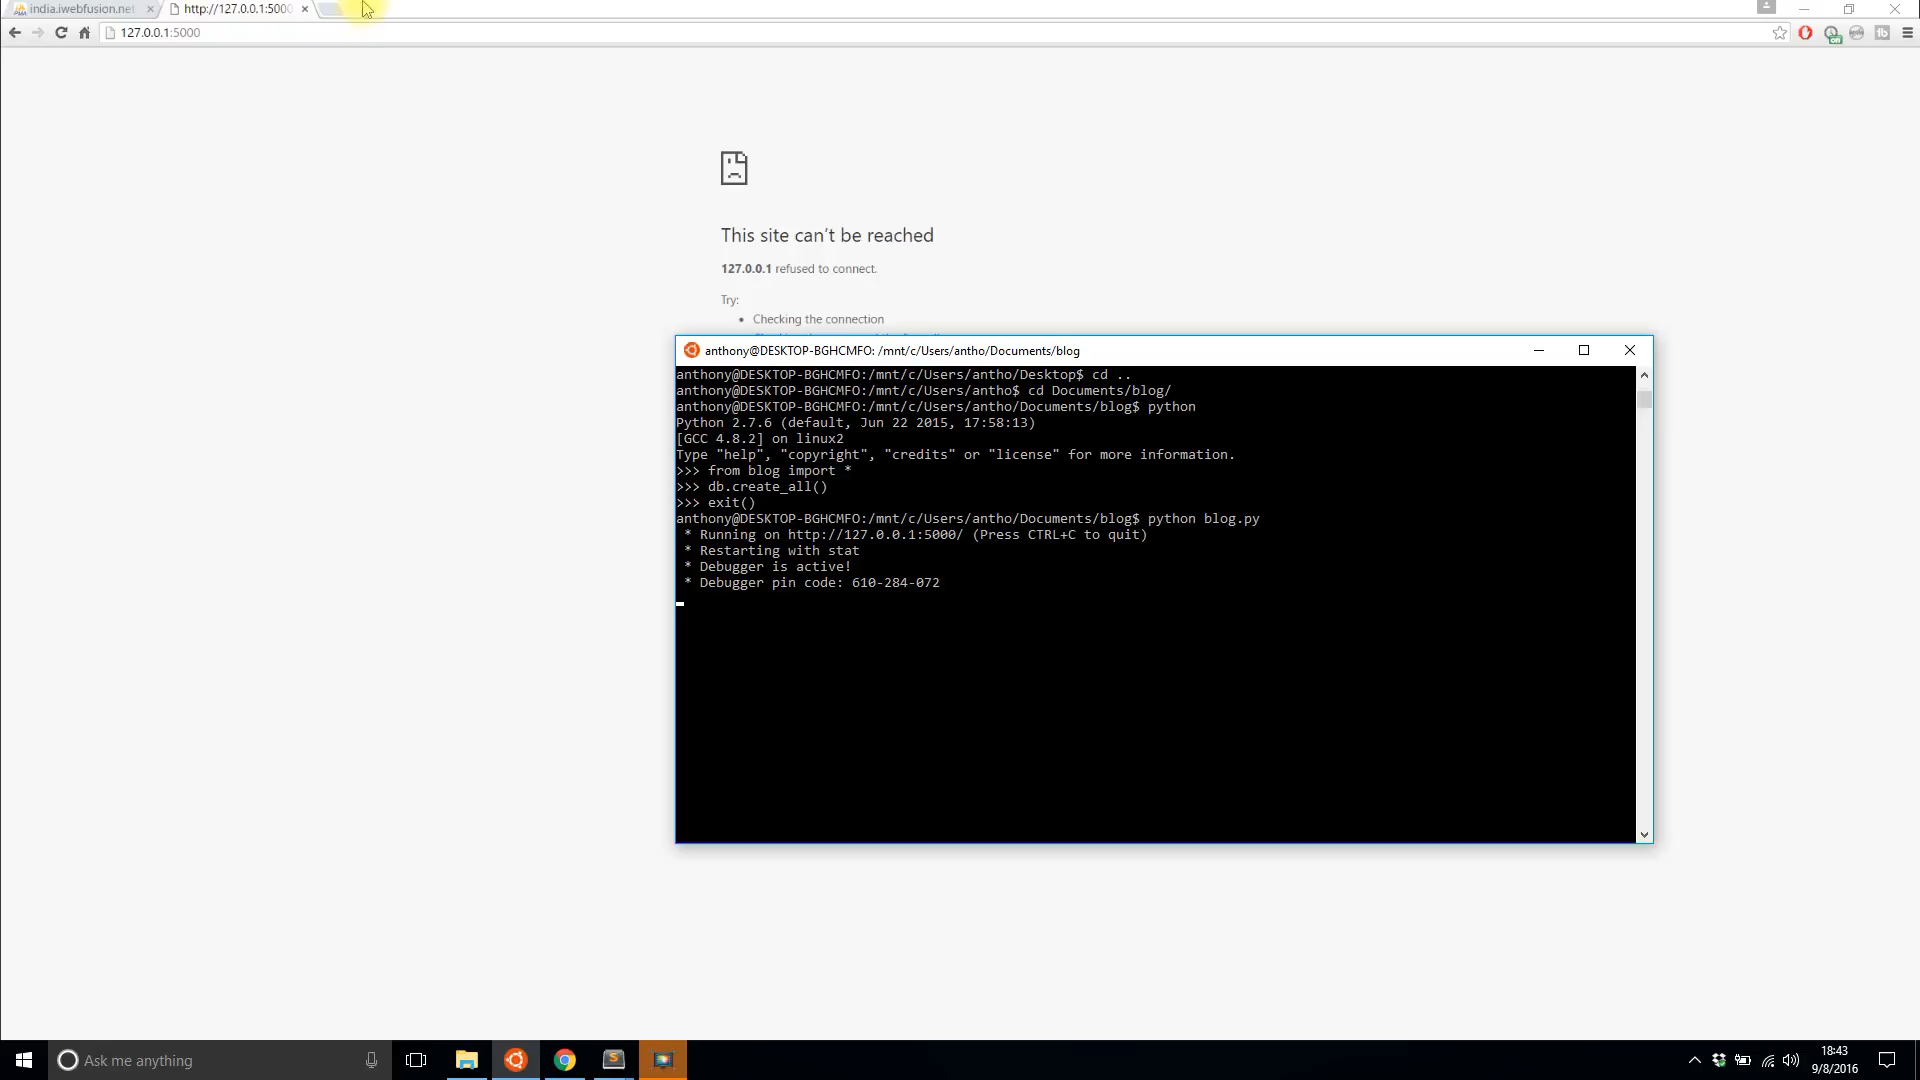 india.iwebfusion.net
http://127.0.0.1:5000
127.0.0.1:5000
This site can't be reached
127.0.0.1 refused to connect.
Try:
Checking the connection
anthony@DESKTOP-BGHCMFO: /mnt/c/Users/antho/Documents/blog
anthony@DESKTOP-BGHCMFO:/mnt/c/Users/antho/Desktop$ cd ..
anthony@DESKTOP-BGHCMFO:/mnt/c/Users/antho$ cd Documents/blog/
anthony@DESKTOP-BGHCMFO:/mnt/c/Users/antho/Documents/blog$ python
Python 2.7.6 (default, Jun 22 2015, 17:58:13)
[GCC 4.8.2] on linux2
Type "help", "copyright", "credits" or "license" for more information.
>>> from blog import *
>>> db.create_all()
>>> exit()
anthony@DESKTOP-BGHCMFO:/mnt/c/Users/antho/Documents/blog$ python blog.py
* Running on http://127.0.0.1:5000/ (Press CTRL+C to quit)
* Restarting with stat
* Debugger is active!
* Debugger pin code: 610-284-072
Ask me anything
18:43
9/8/2016